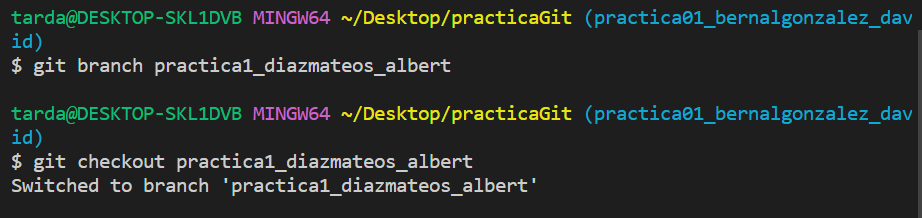 tarda@DESKTOP-SKL1DVB MINGW64 ~/Desktop/practicaGit (practica01_bernalgonzalez_dav
id)
$ git branch practica1_diazmateos_albert
tarda@DESKTOP-SKL1DVB MINGW64 ~/Desktop/practicaGit (practica01_bernalgonzalez_dav
id)
$ git checkout practica1_diazmateos_albert
Switched to branch 'practica1_diazmateos_albert'